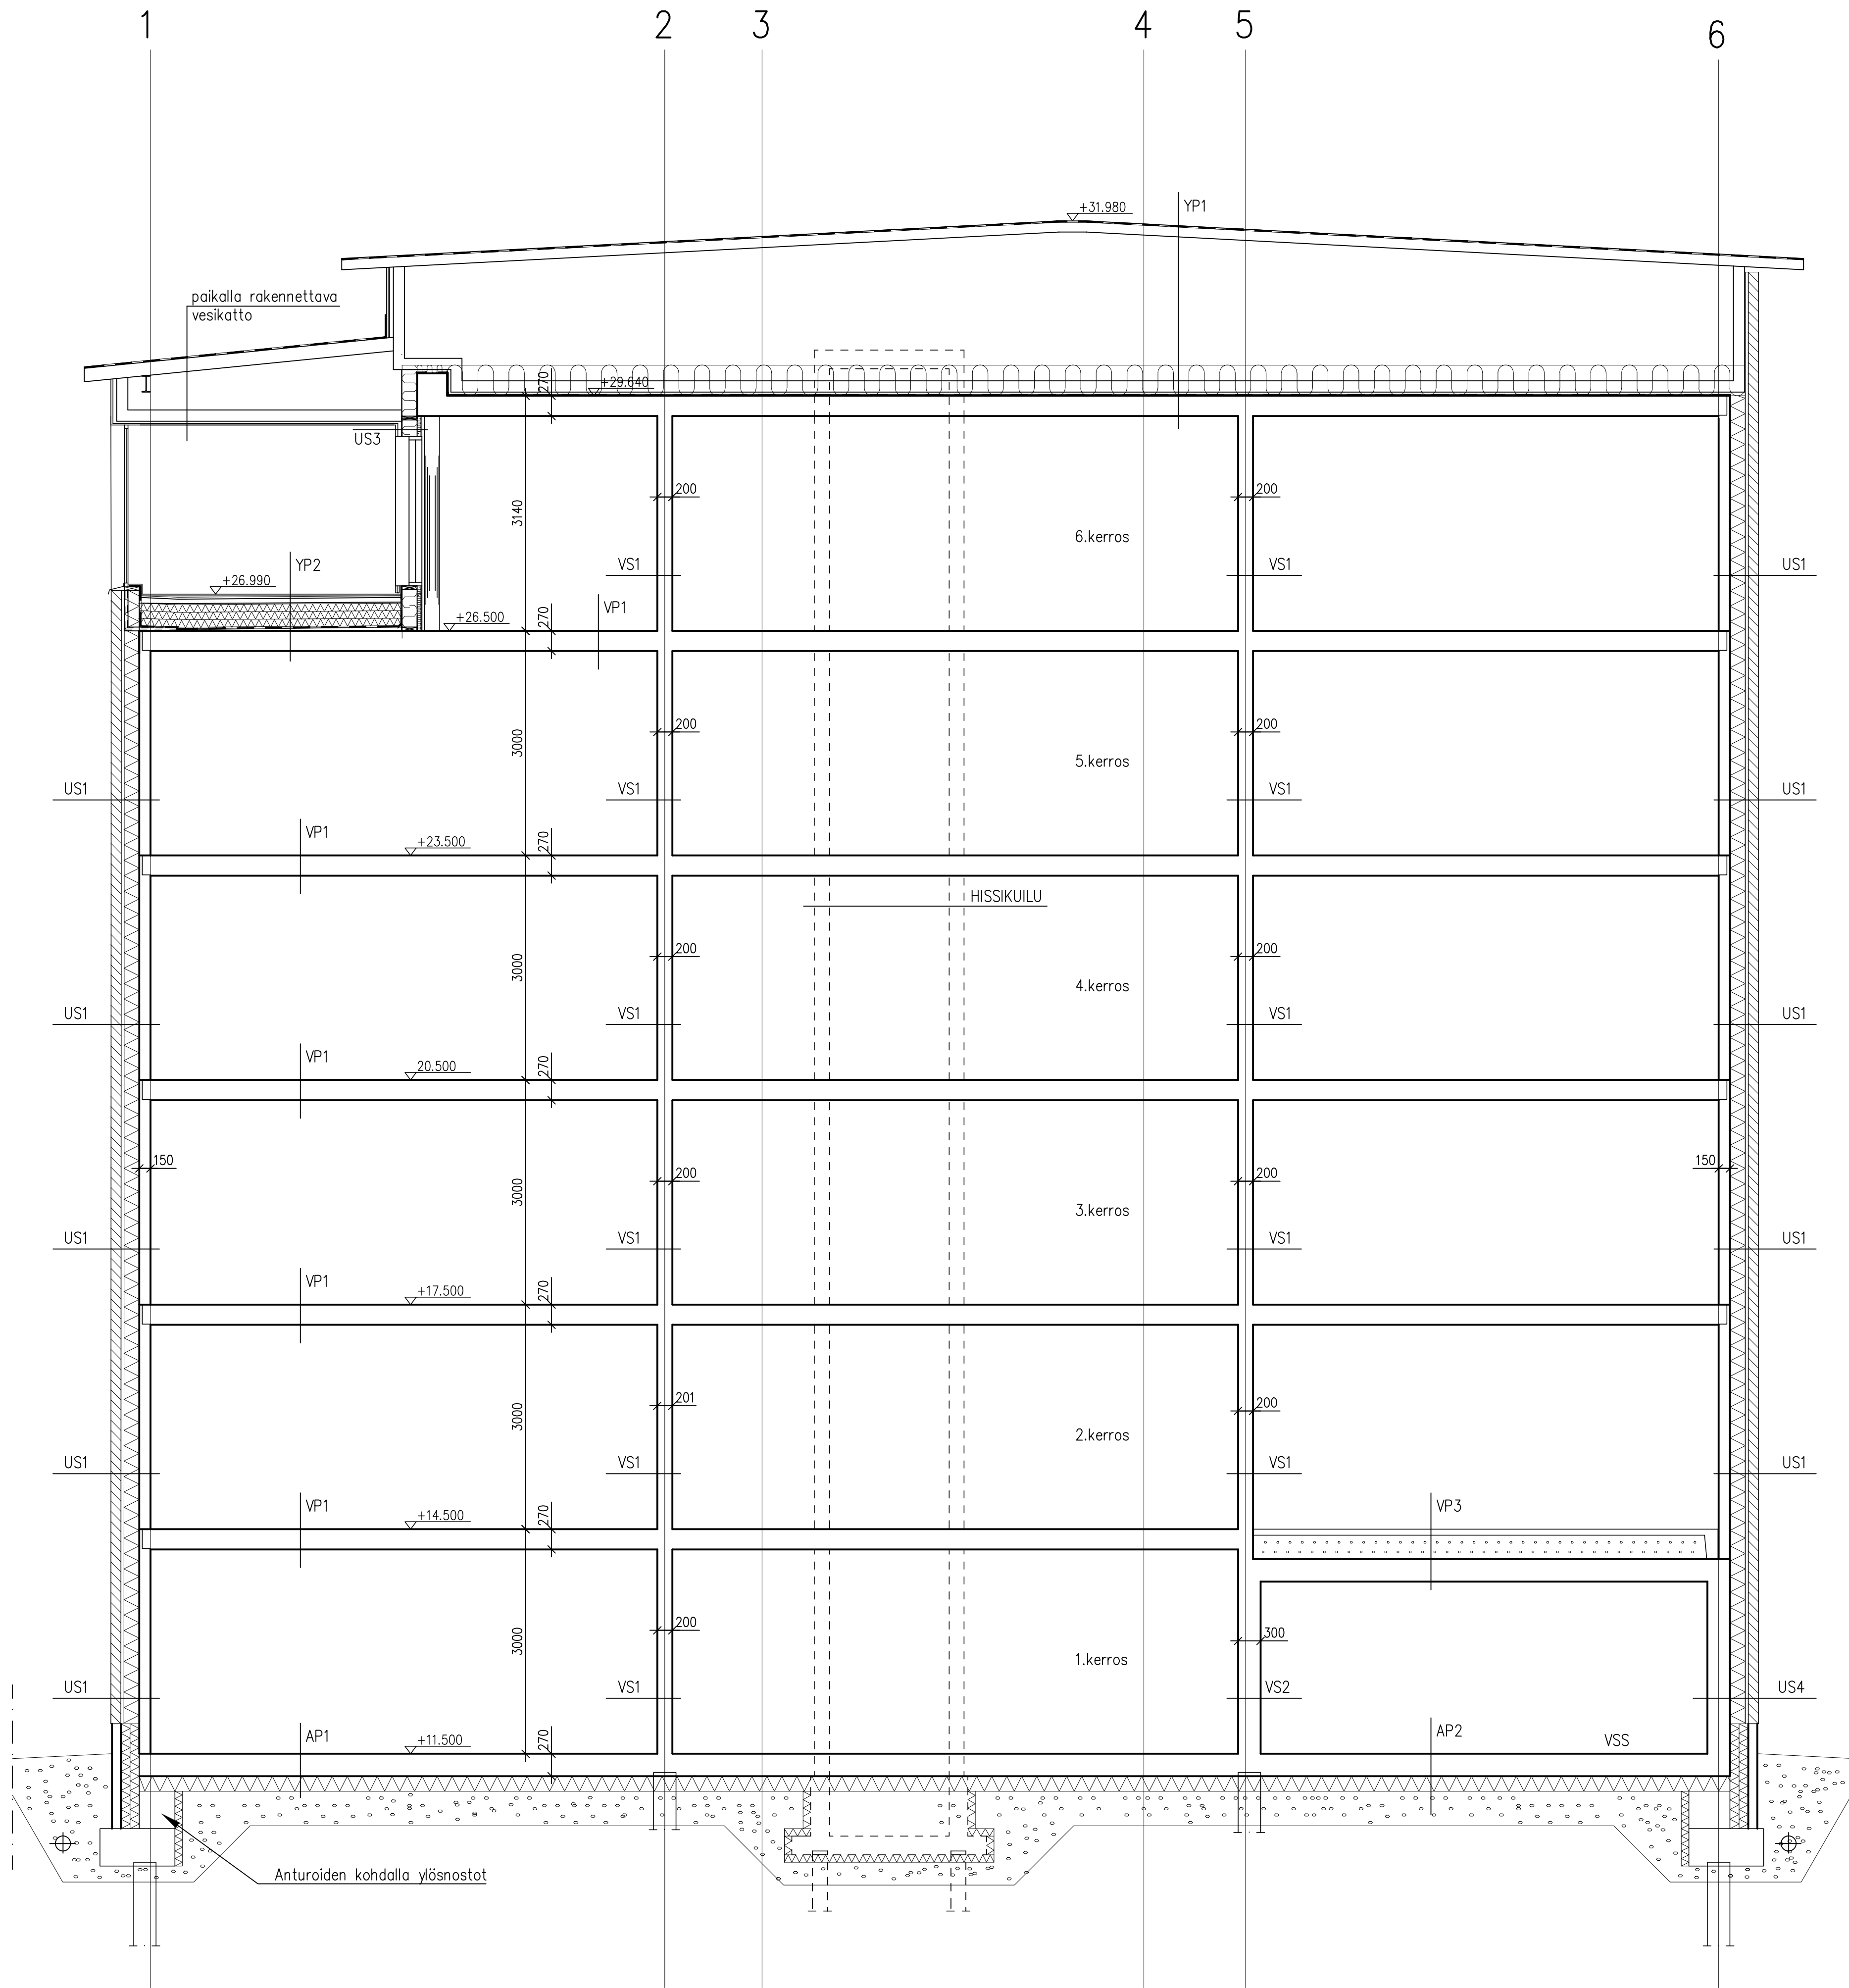 1 2 3 4 5 6
+31.980
YP1
paikalla rakennettava
vesikatto
270
+29.640
US3
200 200
3140
6.kerros
YP2
VS1 VS1 US1
+26.990
VP1
+26.500
270
200 200
3000
5.kerros
US1 VS1 VS1 US1
VP1
+23.500
270
HISSIKUILU
200 200
3000
4.kerros
US1 VS1 VS1 US1
VP1
20.500
270
150 150
200 200
3000
3.kerros
US1 VS1 VS1 US1
VP1
+17.500
270
201 200
3000
2.kerros
US1 VS1 VS1 US1
VP1 VP3
+14.500
270
200 300
3000
1.kerros
US1 VS1 VS2 US4
AP1 AP2
+11.500
270
VSS
Anturoiden kohdalla ylösnostot